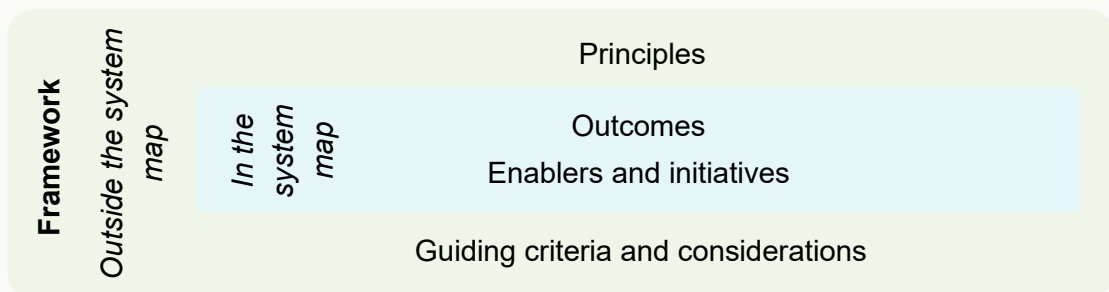 Framework
Outside the system
map
Principles
In the
system
map
Outcomes
Enablers and initiatives
Guiding criteria and considerations